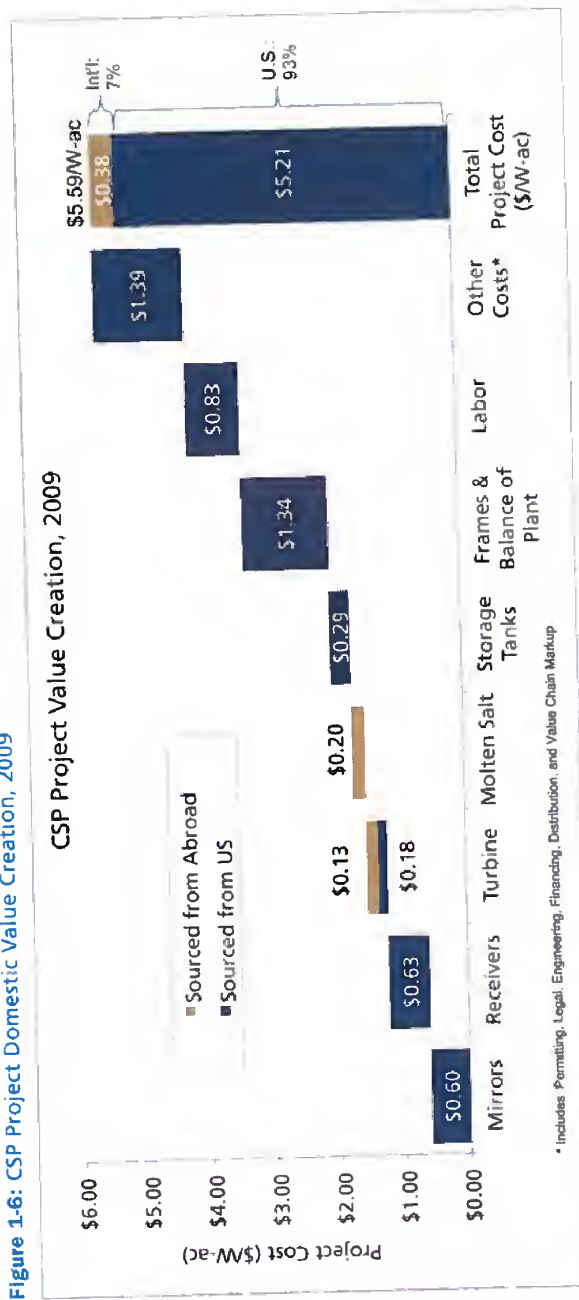 Figure 1-6: CSP Project Domestic Value Creation, 2009
CSP Project Value Creation, 2009
Project Cost ($/W-ac)
$6.00
$5.00
$4.00
$3.00
$2.00
$1.00
$0.00
Sourced from Abroad
Sourced from US
$0.60
$0.63
$0.13
$0.18
$0.20
$0.29
$1.34
$0.83
$1.39
$5.59/W-ac
$0.38
$5.21
Int'l:
7%
U.S.:
93%
Mirrors
Receivers
Turbine
Molten Salt
Storage
Tanks
Frames &
Balance of
Plant
Labor
Other
Costs*
Total
Project Cost
($/W-ac)
* Includes Permitting, Legal, Engineering, Financing, Distribution, and Value Chain Markup